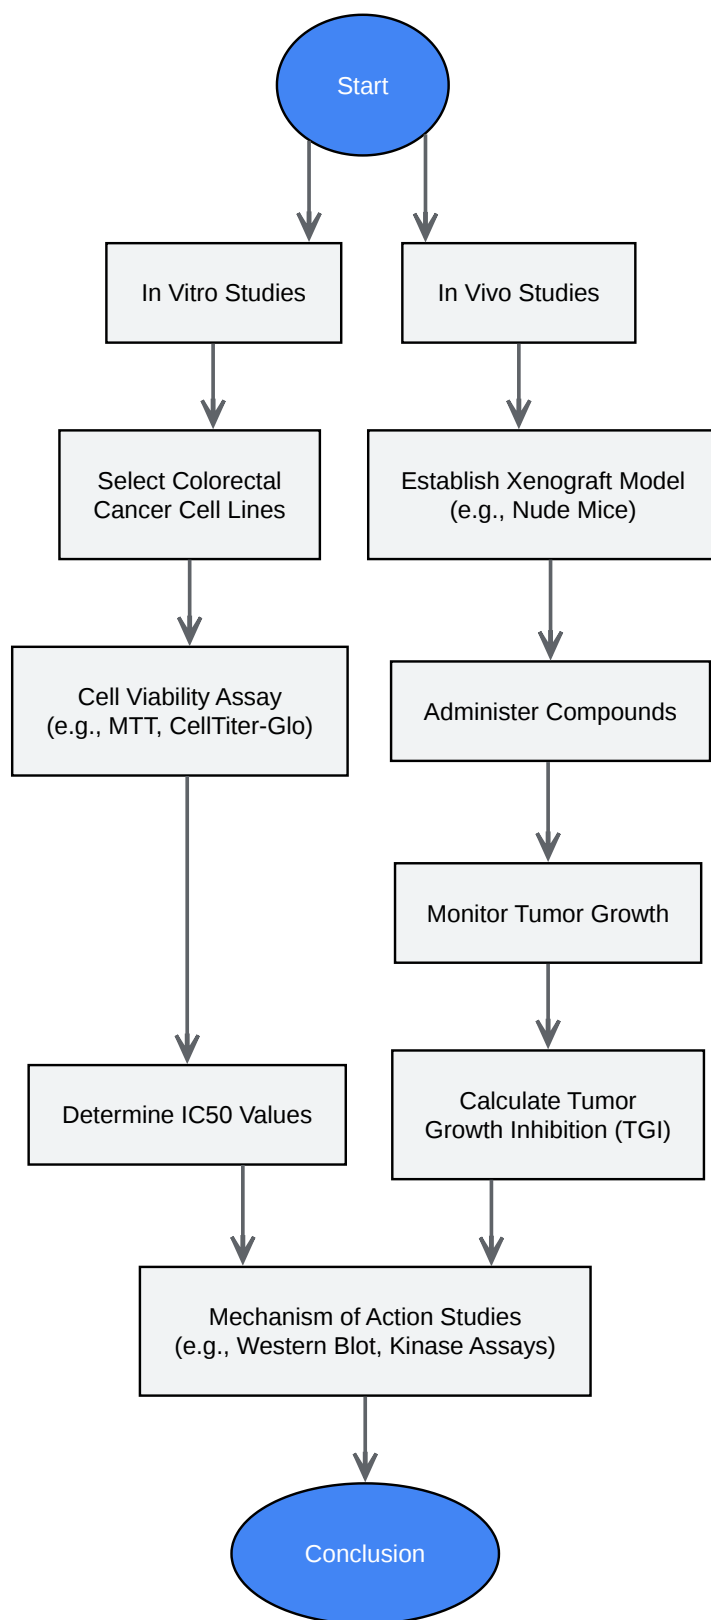 Start
In Vitro Studies
In Vivo Studies
Select Colorectal
Cancer Cell Lines
Establish Xenograft Model
(e.g., Nude Mice)
Cell Viability Assay
(e.g., MTT, CellTiter-Glo)
Administer Compounds
Monitor Tumor Growth
Determine IC50 Values
Calculate Tumor
Growth Inhibition (TGI)
Mechanism of Action Studies
(e.g., Western Blot, Kinase Assays)
Conclusion